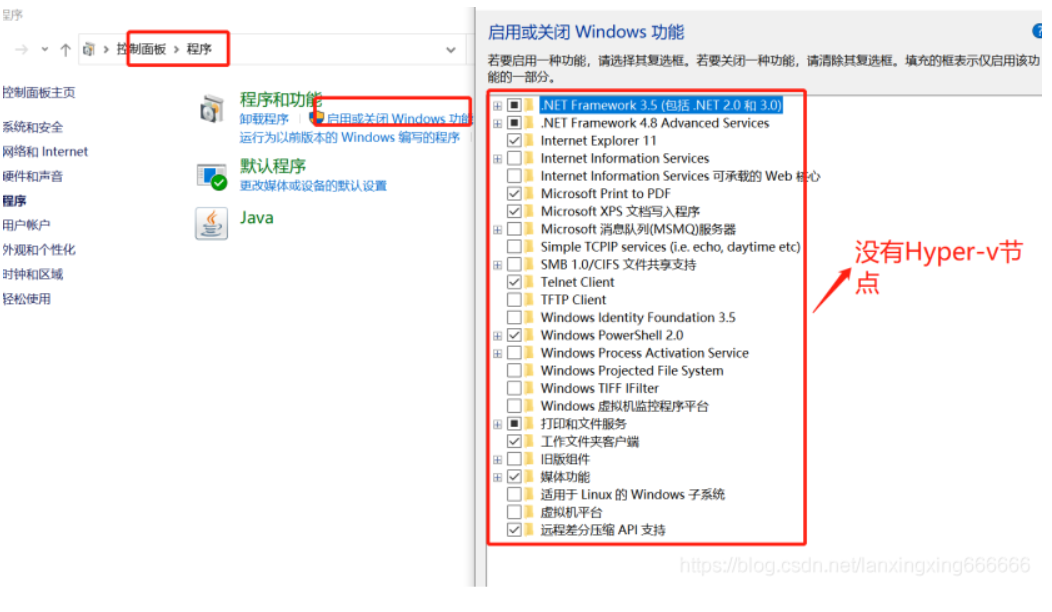 程序
控制面板 › 程序
控制面板主页
系统和安全
网络和 Internet
硬件和声音
程序
用户帐户
外观和个性化
时钟和区域
轻松使用
程序和功能
卸载程序 启用或关闭 Windows 功能
运行为以前版本的 Windows 编写的程序
默认程序
更改媒体或设备的默认设置
Java
启用或关闭 Windows 功能
若要启用一种功能，请选择其复选框。若要关闭一种功能，请清除其复选框。填充的框表示仅启用该功
能的一部分。
.NET Framework 3.5 (包括 .NET 2.0 和 3.0)
.NET Framework 4.8 Advanced Services
Internet Explorer 11
Internet Information Services
Internet Information Services 可承载的 Web 核心
Microsoft Print to PDF
Microsoft XPS 文档写入程序
Microsoft 消息队列(MSMQ)服务器
Simple TCPIP services (i.e. echo, daytime etc)
SMB 1.0/CIFS 文件共享支持
Telnet Client
TFTP Client
Windows Identity Foundation 3.5
Windows PowerShell 2.0
Windows Process Activation Service
Windows Projected File System
Windows TIFF IFilter
Windows 虚拟机监控程序平台
打印和文件服务
工作文件夹客户端
旧版组件
媒体功能
适用于 Linux 的 Windows 子系统
虚拟机平台
远程差分压缩 API 支持
没有Hyper-v节
点
https://blog.csdn.net/lanxingxing666666